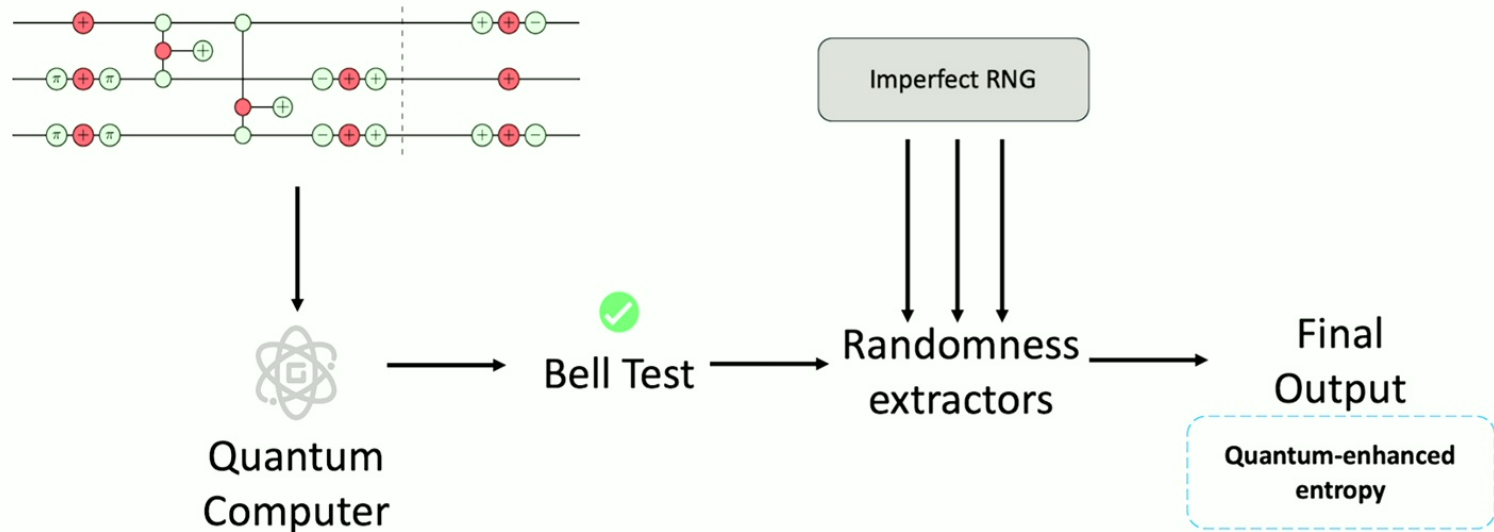 + + + −
+
π + π − + + +
+
π + π − + + + + −
Imperfect RNG
Bell Test
Randomness
extractors
Final
Output
G
Quantum
Computer
Quantum-enhanced
entropy